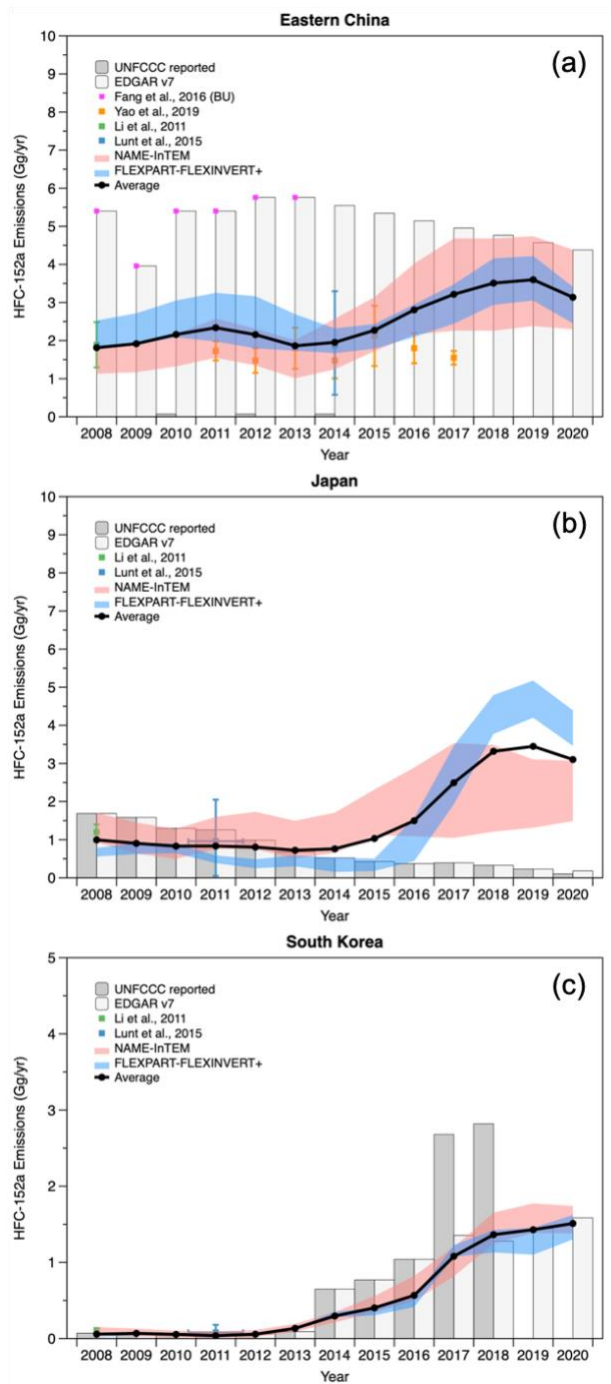 Eastern China
(a)
10
9
8
7
6
5
4
3
2
1
0
HFC-152a Emissions (Gg/yr)
UNFCCC reported
EDGAR v7
Fang et al., 2016 (BU)
Yao et al., 2019
Li et al., 2011
Lunt et al., 2015
NAME-InTEM
FLEXPART-FLEXINVERT+
Average
2008 2009 2010 2011 2012 2013 2014 2015 2016 2017 2018 2019 2020
Year
Japan
(b)
10
9
8
7
6
5
4
3
2
1
0
HFC-152a Emissions (Gg/yr)
UNFCCC reported
EDGAR v7
Li et al., 2011
Lunt et al., 2015
NAME-InTEM
FLEXPART-FLEXINVERT+
Average
2008 2009 2010 2011 2012 2013 2014 2015 2016 2017 2018 2019 2020
Year
South Korea
(c)
5
4
3
2
1
0
HFC-152a Emissions (Gg/yr)
UNFCCC reported
EDGAR v7
Li et al., 2011
Lunt et al., 2015
NAME-InTEM
FLEXPART-FLEXINVERT+
Average
2008 2009 2010 2011 2012 2013 2014 2015 2016 2017 2018 2019 2020
Year